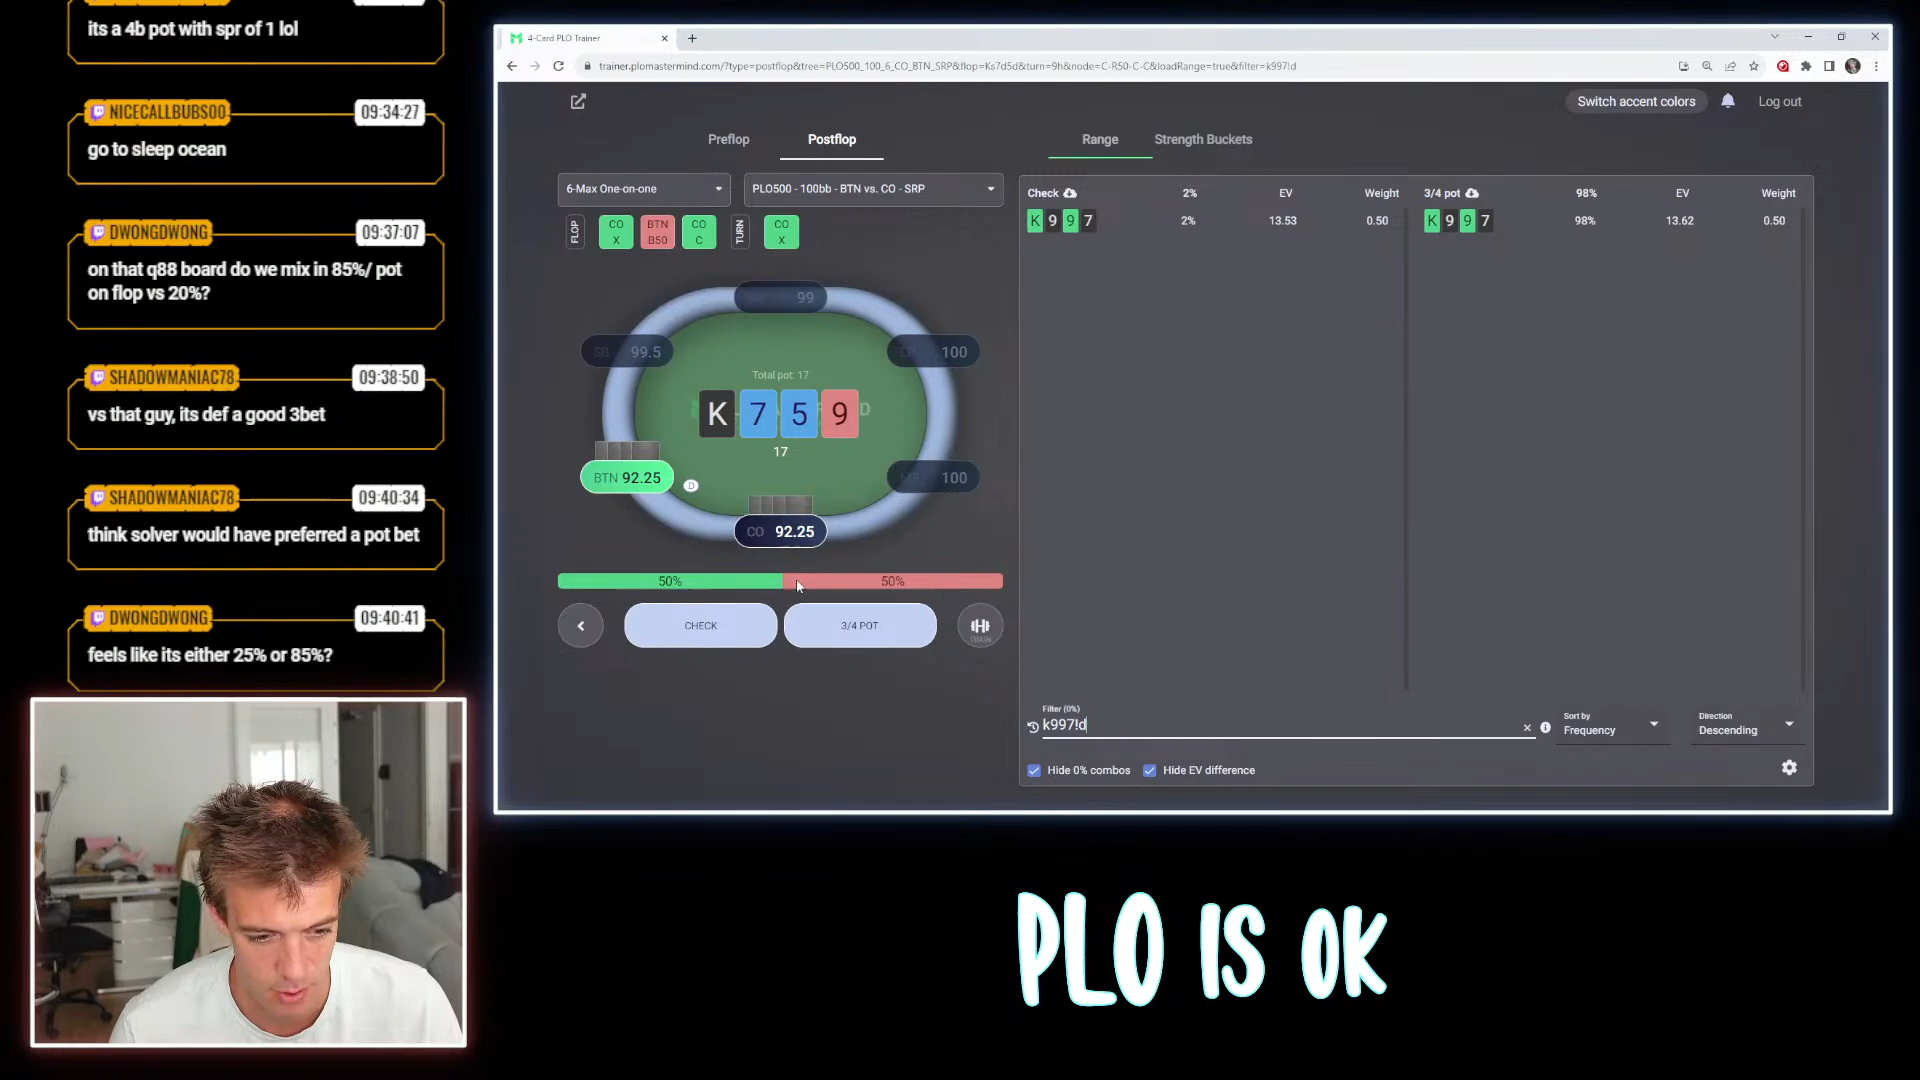 its a 4b pot with spr of 1 lol
NICECALLBUBS00
09:34:27
go to sleep ocean
DWONGDWONG
09:37:07
on that q88 board do we mix in 85%/ pot
on flop vs 20%?
SHADOWMANIAC78
09:38:50
vs that guy, its def a good 3bet
SHADOWMANIAC78
09:40:34
think solver would have preferred a pot bet
DWONGDWONG
09:40:41
feels like its either 25% or 85%?
4-Card PLO Trainer
trainer.plomastermind.com/?type=postflop&tree=PLO500_100_6_CO_BTN_SRP&flop=Ks7d5d&turn=9h&node=C-R50-C-C&loadRange=true&filter=k997!d
Switch accent colors
Log out
Preflop
Postflop
Range
Strength Buckets
6-Max One-on-one
PLO500 - 100bb - BTN vs. CO - SRP
FLOP
CO X
BTN B50
CO C
TURN
CO X
99
SB 99.5
100
Total pot: 17
K 7 5 9
17
BTN 92.25
D
100
CO 92.25
50%
50%
CHECK
3/4 POT
TRAIN
Check 2% EV Weight
K 9 9 7 2% 13.53 0.50
3/4 pot 98% EV Weight
K 9 9 7 98% 13.62 0.50
Filter (0%)
k997!d
Sort by
Frequency
Direction
Descending
Hide 0% combos
Hide EV difference
PLO IS OK